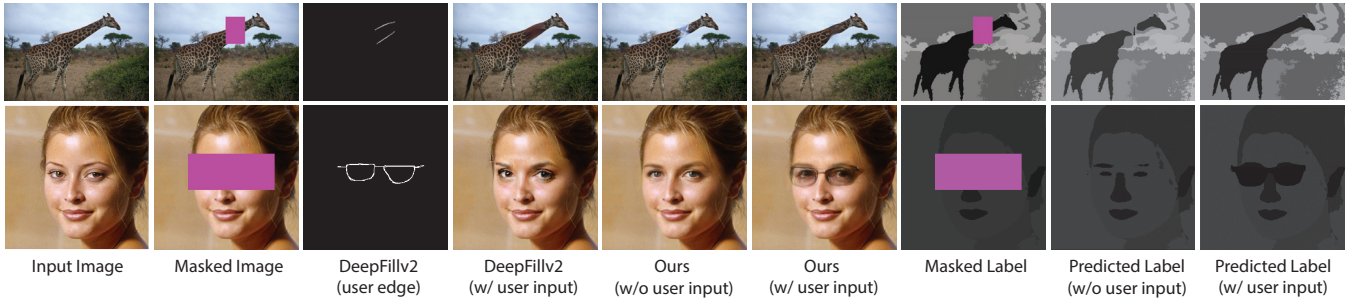 Input Image
Masked Image
DeepFillv2
(user edge)
DeepFillv2
(w/ user input)
Ours
(w/o user input)
Ours
(w/ user input)
Masked Label
Predicted Label
(w/o user input)
Predicted Label
(w/ user input)